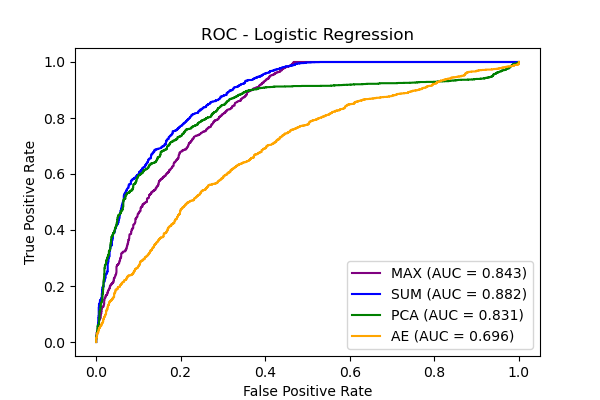 ROC - Logistic Regression
True Positive Rate
1.0
0.8
0.6
0.4
0.2
0.0
MAX (AUC = 0.843)
SUM (AUC = 0.882)
PCA (AUC = 0.831)
AE (AUC = 0.696)
0.0 0.2 0.4 0.6 0.8 1.0
False Positive Rate